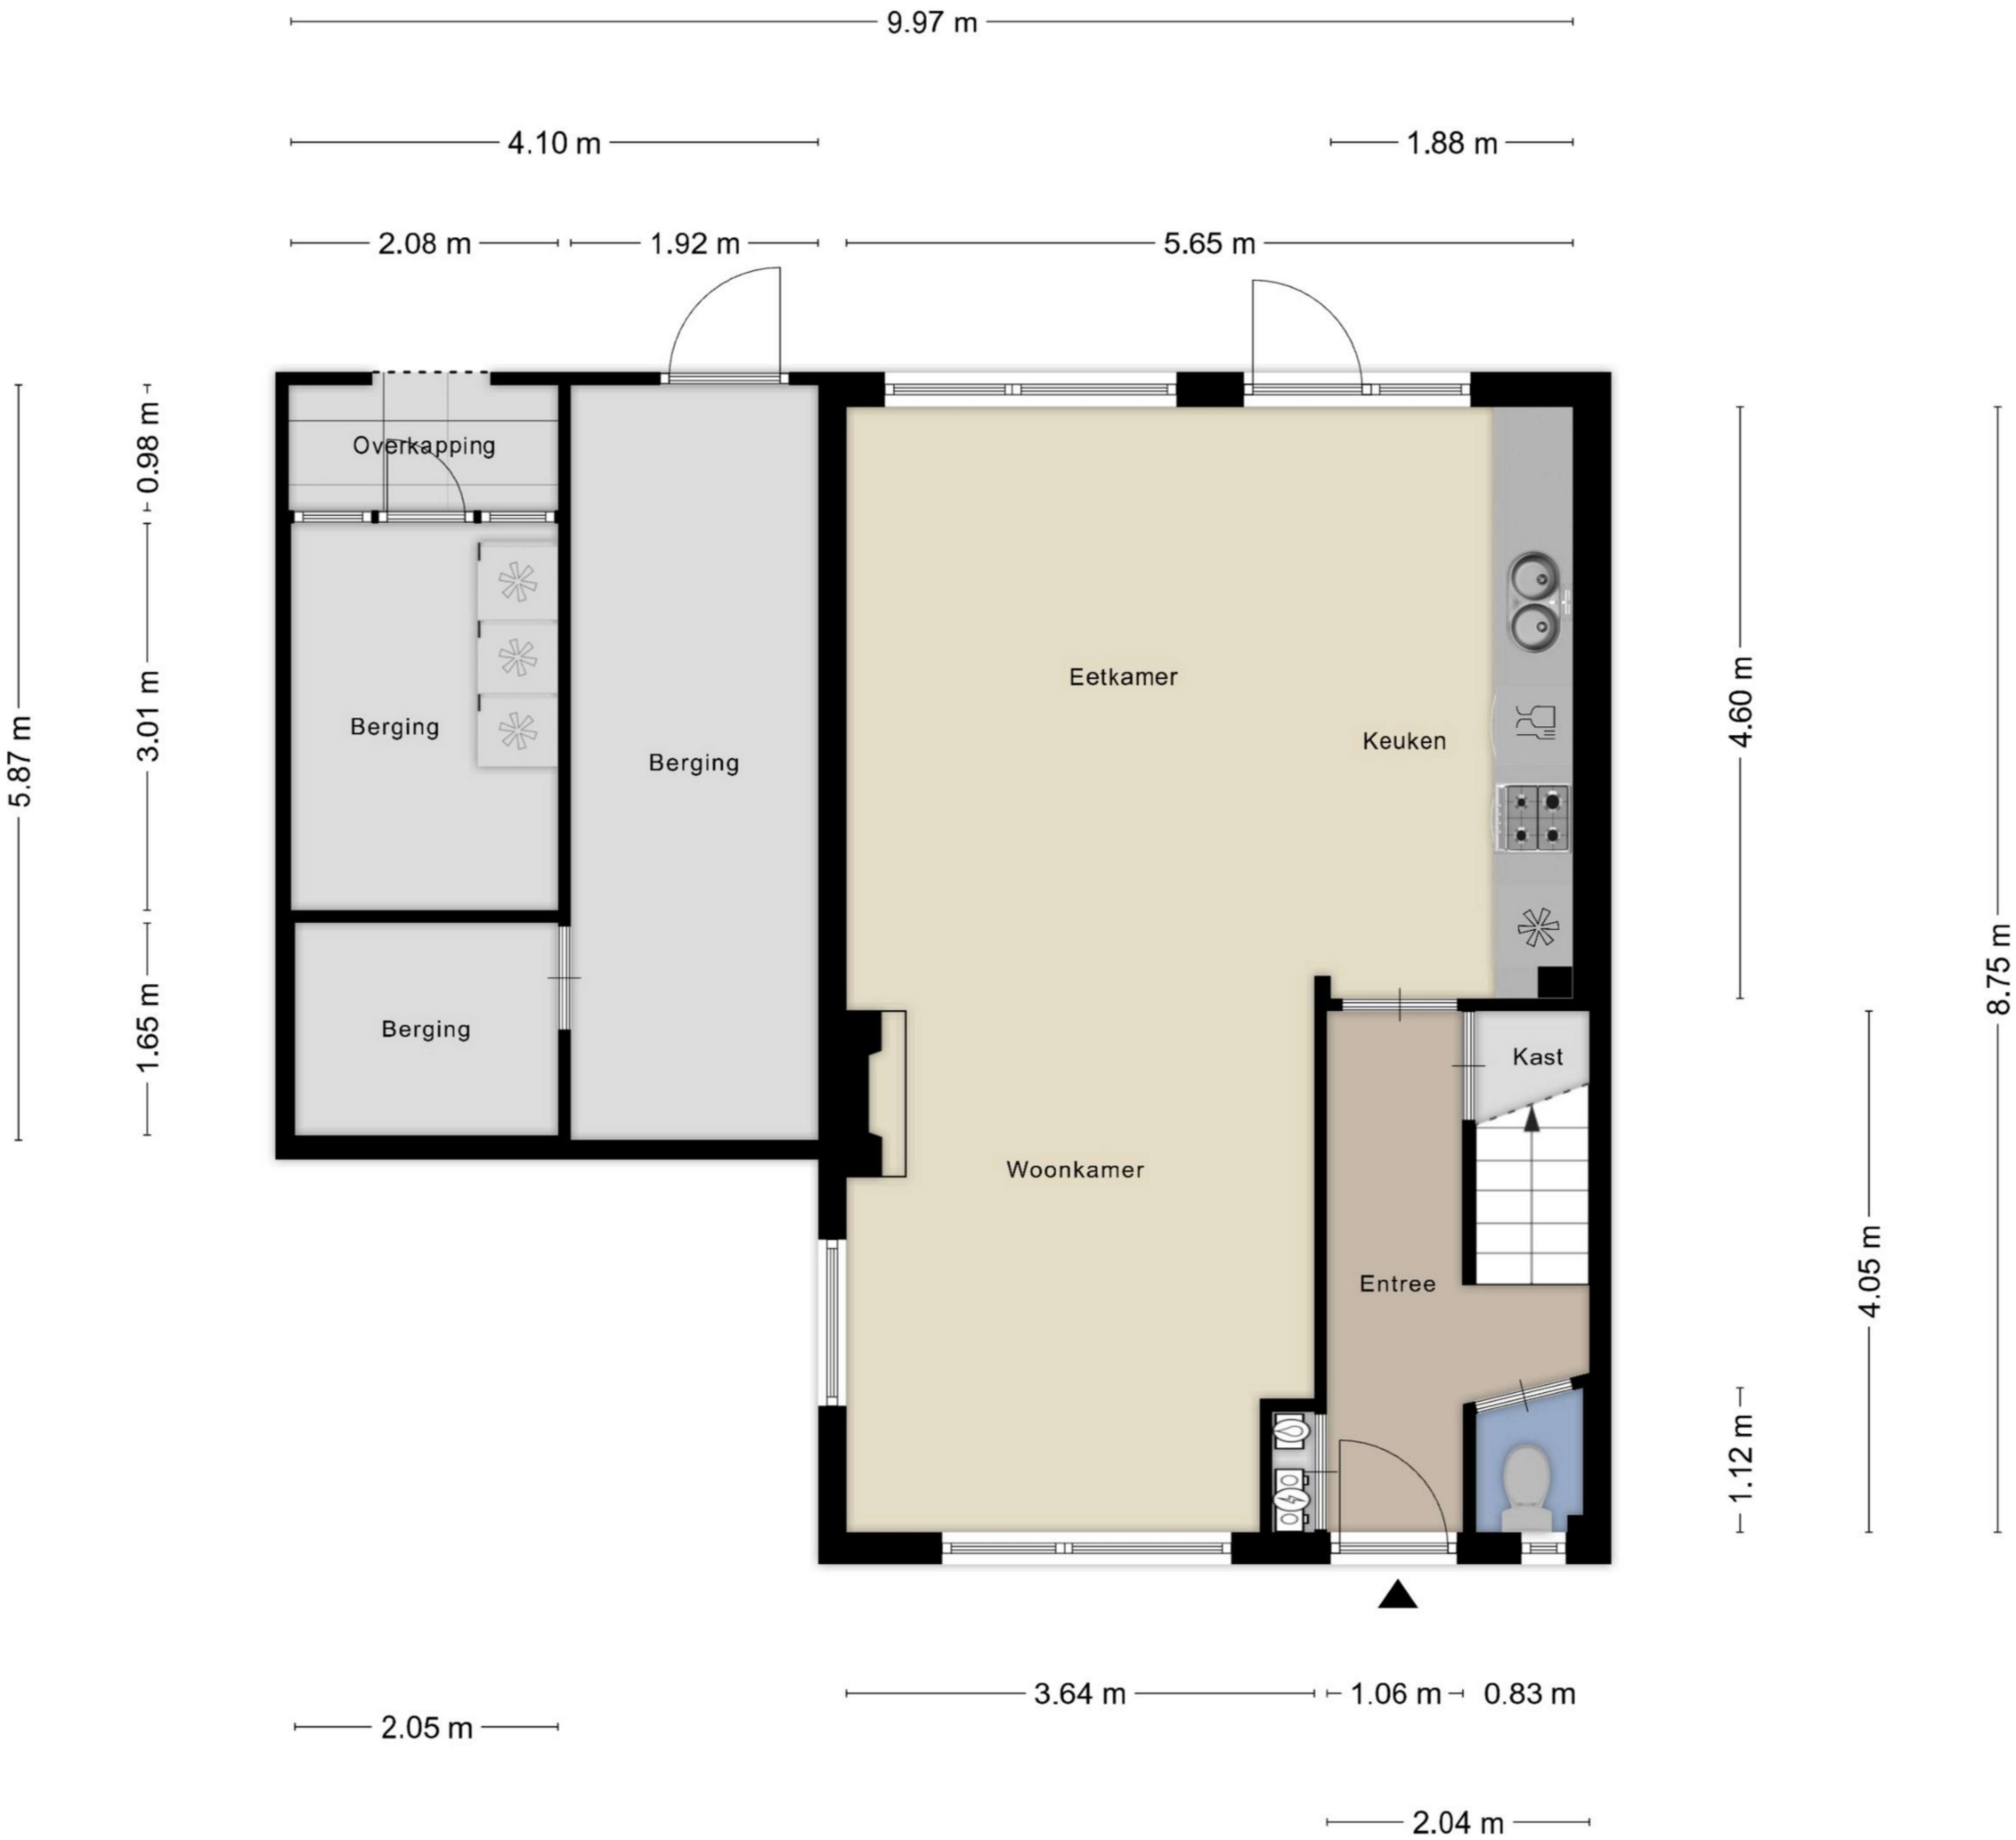 9.97 m
4.10 m
1.88 m
2.08 m
1.92 m
5.65 m
0.98 m
Overkapping
3.01 m
5.87 m
4.60 m
Eetkamer
Berging
Keuken
Berging
8.75 m
1.65 m
Berging
Kast
Woonkamer
4.05 m
Entree
1.12 m
3.64 m
1.06 m
0.83 m
2.05 m
2.04 m